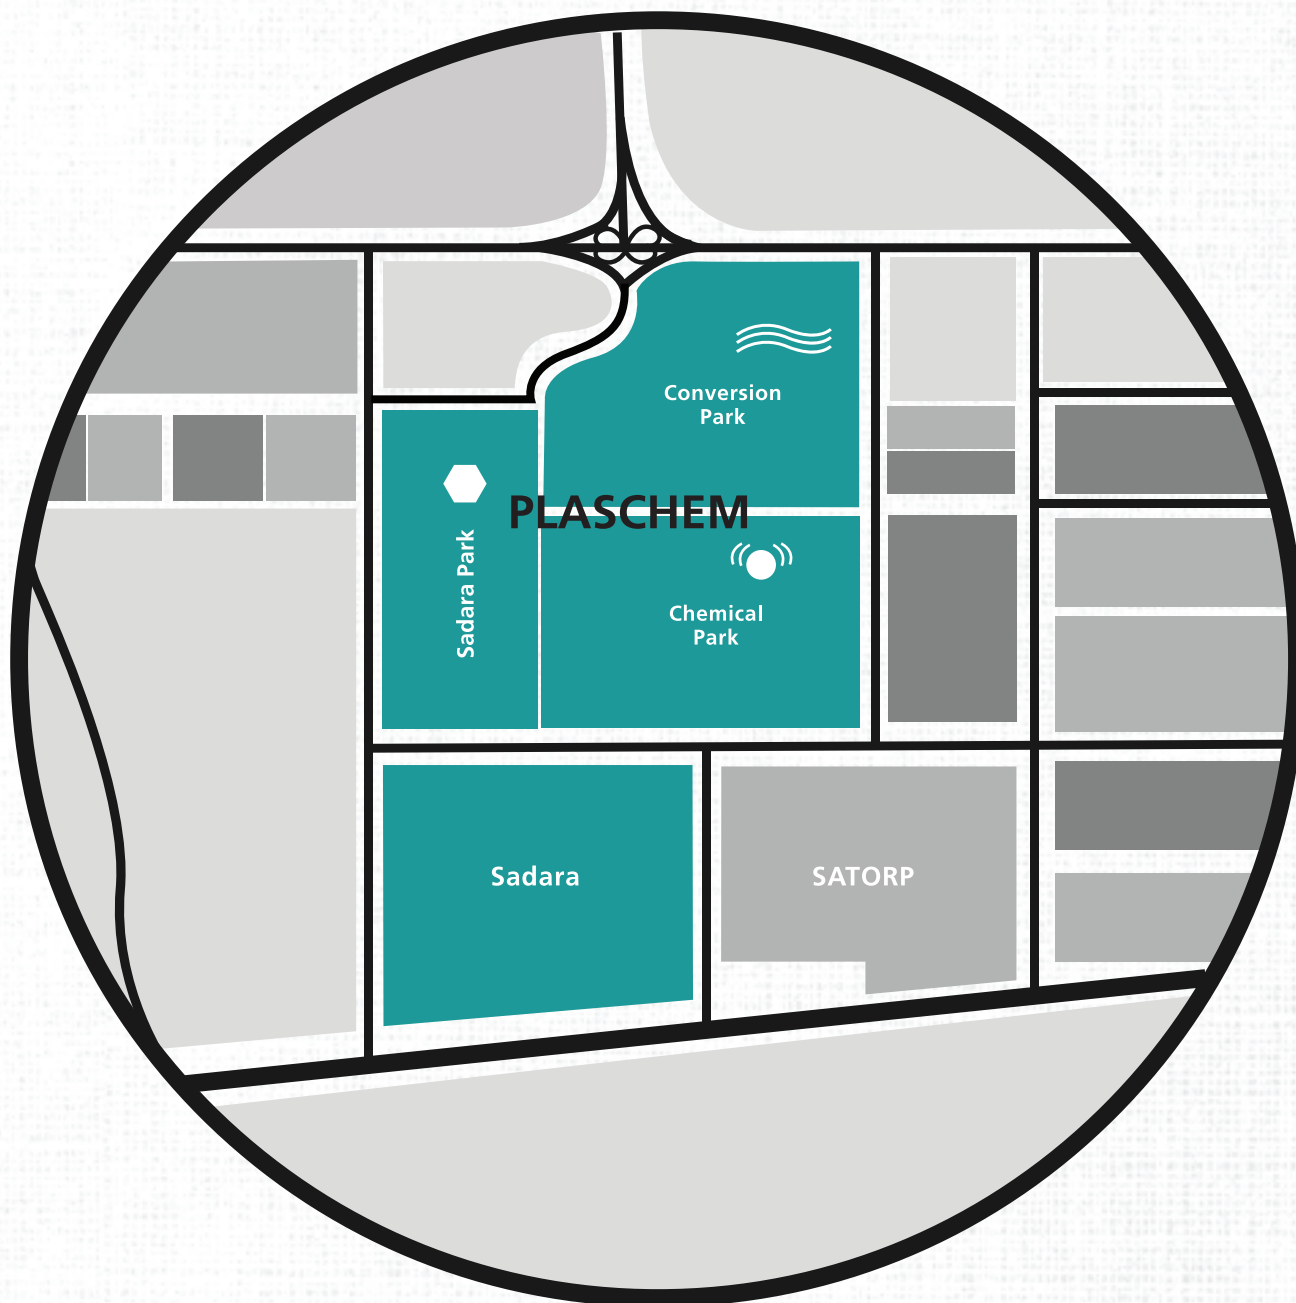 Conversion
Park
PLASCHEM
Sadara Park
Chemical
Park
Sadara
SATORP